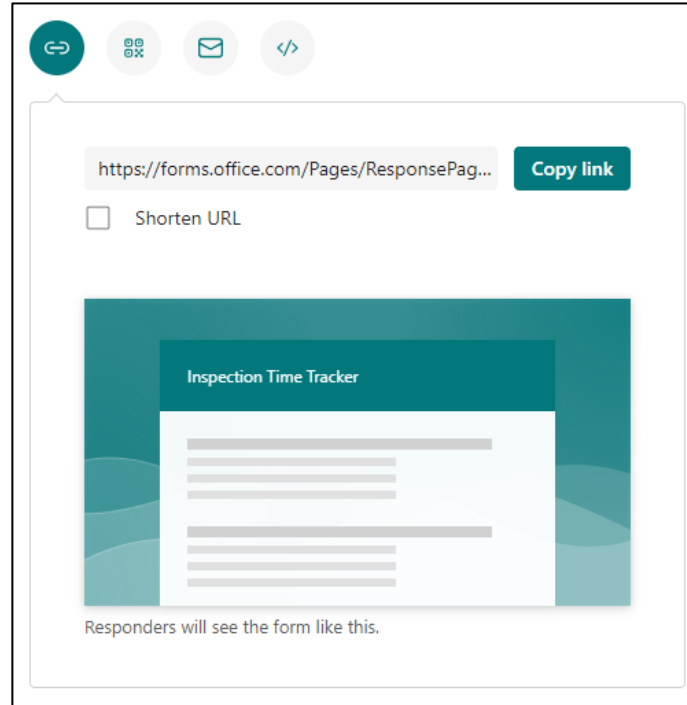 https://forms.office.com/Pages/ResponsePag...
Copy link
Shorten URL
Inspection Time Tracker
Responders will see the form like this.